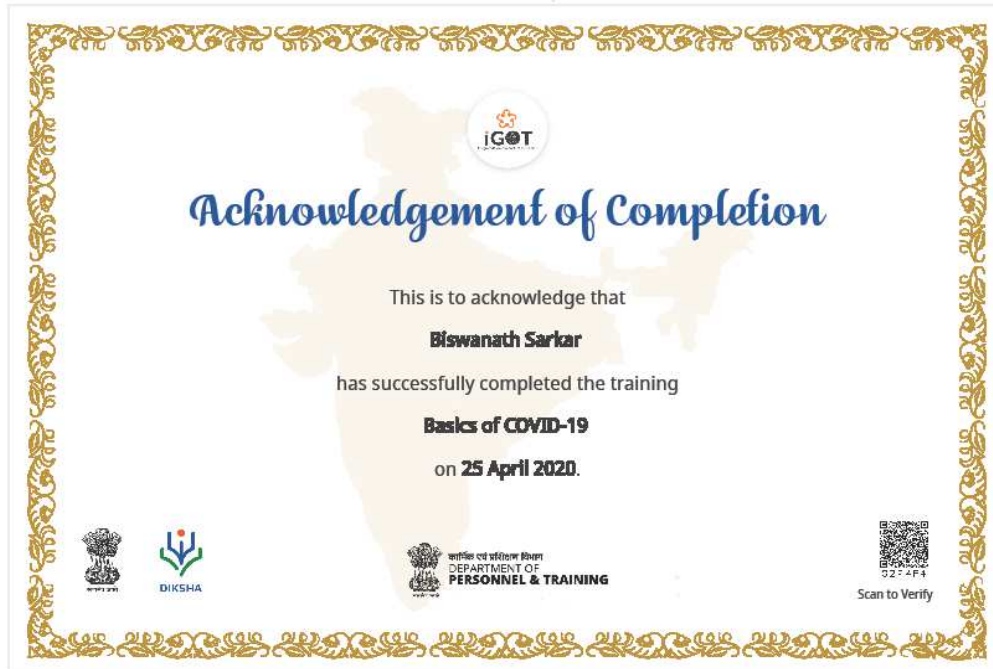 iGOT
Acknowledgement of Completion
This is to acknowledge that
Biswanath Sarkar
has successfully completed the training
Basics of COVID-19
on 25 April 2020.
DIKSHA
कार्मिक एवं प्रशिक्षण विभाग
DEPARTMENT OF
PERSONNEL & TRAINING
Scan to Verify